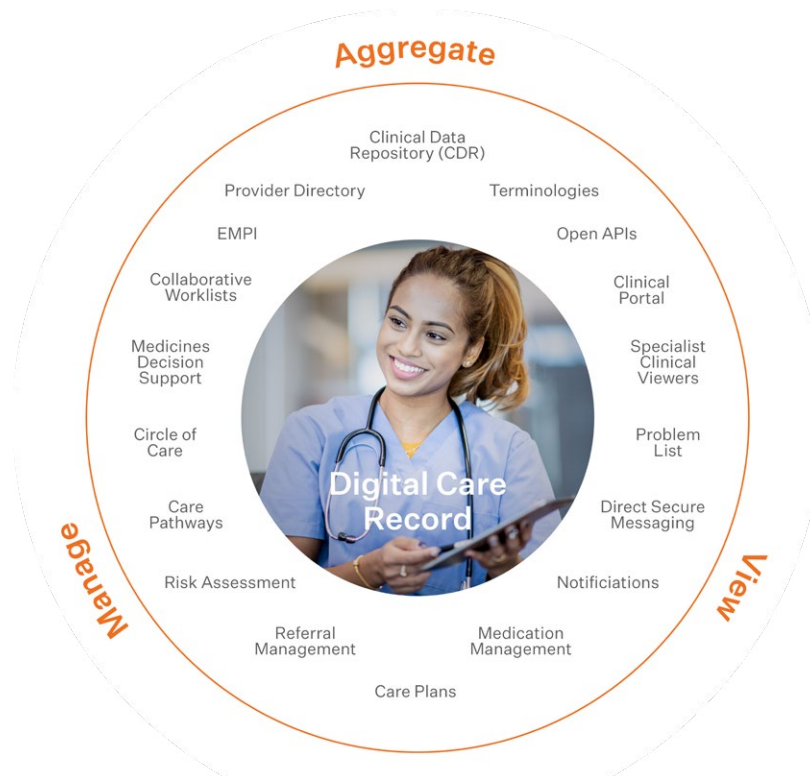 Aggregate
Clinical Data
Repository (CDR)
Provider Directory
Terminologies
EMPI
Open APIs
Collaborative
Worklists
Clinical
Portal
Medicines
Decision
Support
Specialist
Clinical
Viewers
Circle of
Care
Problem
List
Digital Care
Record
Care
Pathways
Direct Secure
Messaging
Manage
View
Risk Assessment
Notificiations
Referral
Management
Medication
Management
Care Plans